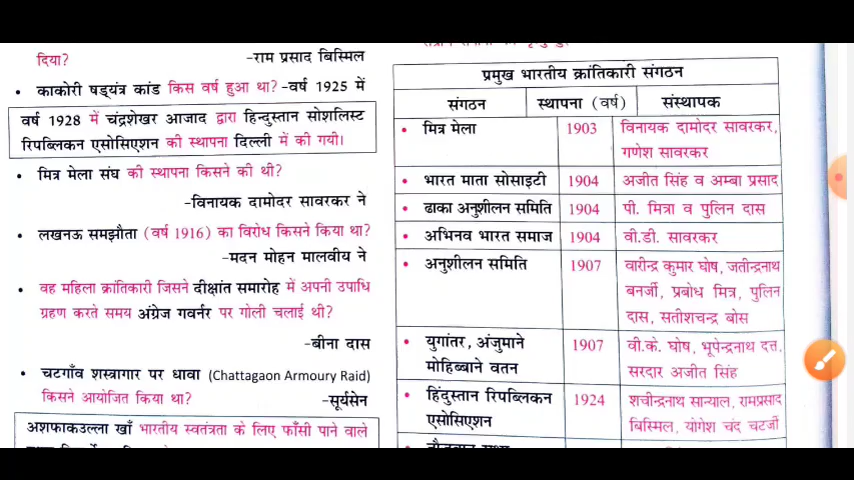 दिया? -राम प्रसाद बिस्मिल
• काकोरी षड्यंत्र कांड किस वर्ष हुआ था? -वर्ष 1925 में
वर्ष 1928 में चंद्रशेखर आजाद द्वारा हिन्दुस्तान सोशलिस्ट
रिपब्लिकन एसोसिएशन की स्थापना दिल्ली में की गयी।
• मित्र मेला संघ की स्थापना किसने की थी?
-विनायक दामोदर सावरकर ने
• लखनऊ समझौता (वर्ष 1916) का विरोध किसने किया था?
-मदन मोहन मालवीय ने
• वह महिला क्रांतिकारी जिसने दीक्षांत समारोह में अपनी उपाधि
ग्रहण करते समय अंग्रेज गवर्नर पर गोली चलाई थी?
-बीना दास
• चटगाँव शस्त्रागार पर धावा (Chattagaon Armoury Raid)
किसने आयोजित किया था? -सूर्यसेन
अशफाकउल्ला खाँ भारतीय स्वतंत्रता के लिए फाँसी पाने वाले
प्रमुख भारतीय क्रांतिकारी संगठन
संगठन स्थापना (वर्ष) संस्थापक
• मित्र मेला 1903 विनायक दामोदर सावरकर,
गणेश सावरकर
• भारत माता सोसाइटी 1904 अजीत सिंह व अम्बा प्रसाद
• ढाका अनुशीलन समिति 1904 पी. मित्रा व पुलिन दास
• अभिनव भारत समाज 1904 वी.डी. सावरकर
• अनुशीलन समिति 1907 वारीन्द्र कुमार घोष, जतीन्द्रनाथ
बनर्जी, प्रबोध मित्र, पुलिन
दास, सतीशचन्द्र बोस
• युगांतर, अंजुमाने 1907 वी.के. घोष, भूपेन्द्रनाथ दत्त,
मोहिब्बाने वतन सरदार अजीत सिंह
• हिंदुस्तान रिपब्लिकन 1924 शचीन्द्रनाथ सान्याल, रामप्रसाद
एसोसिएशन बिस्मिल, योगेश चंद चटर्जी